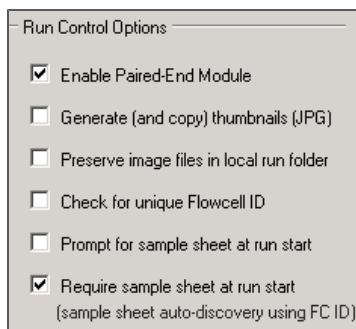 Run Control Options
Enable Paired-End Module
Generate (and copy) thumbnails (JPG)
Preserve image files in local run folder
Check for unique Flowcell ID
Prompt for sample sheet at run start
Require sample sheet at run start
(sample sheet auto-discovery using FC ID)